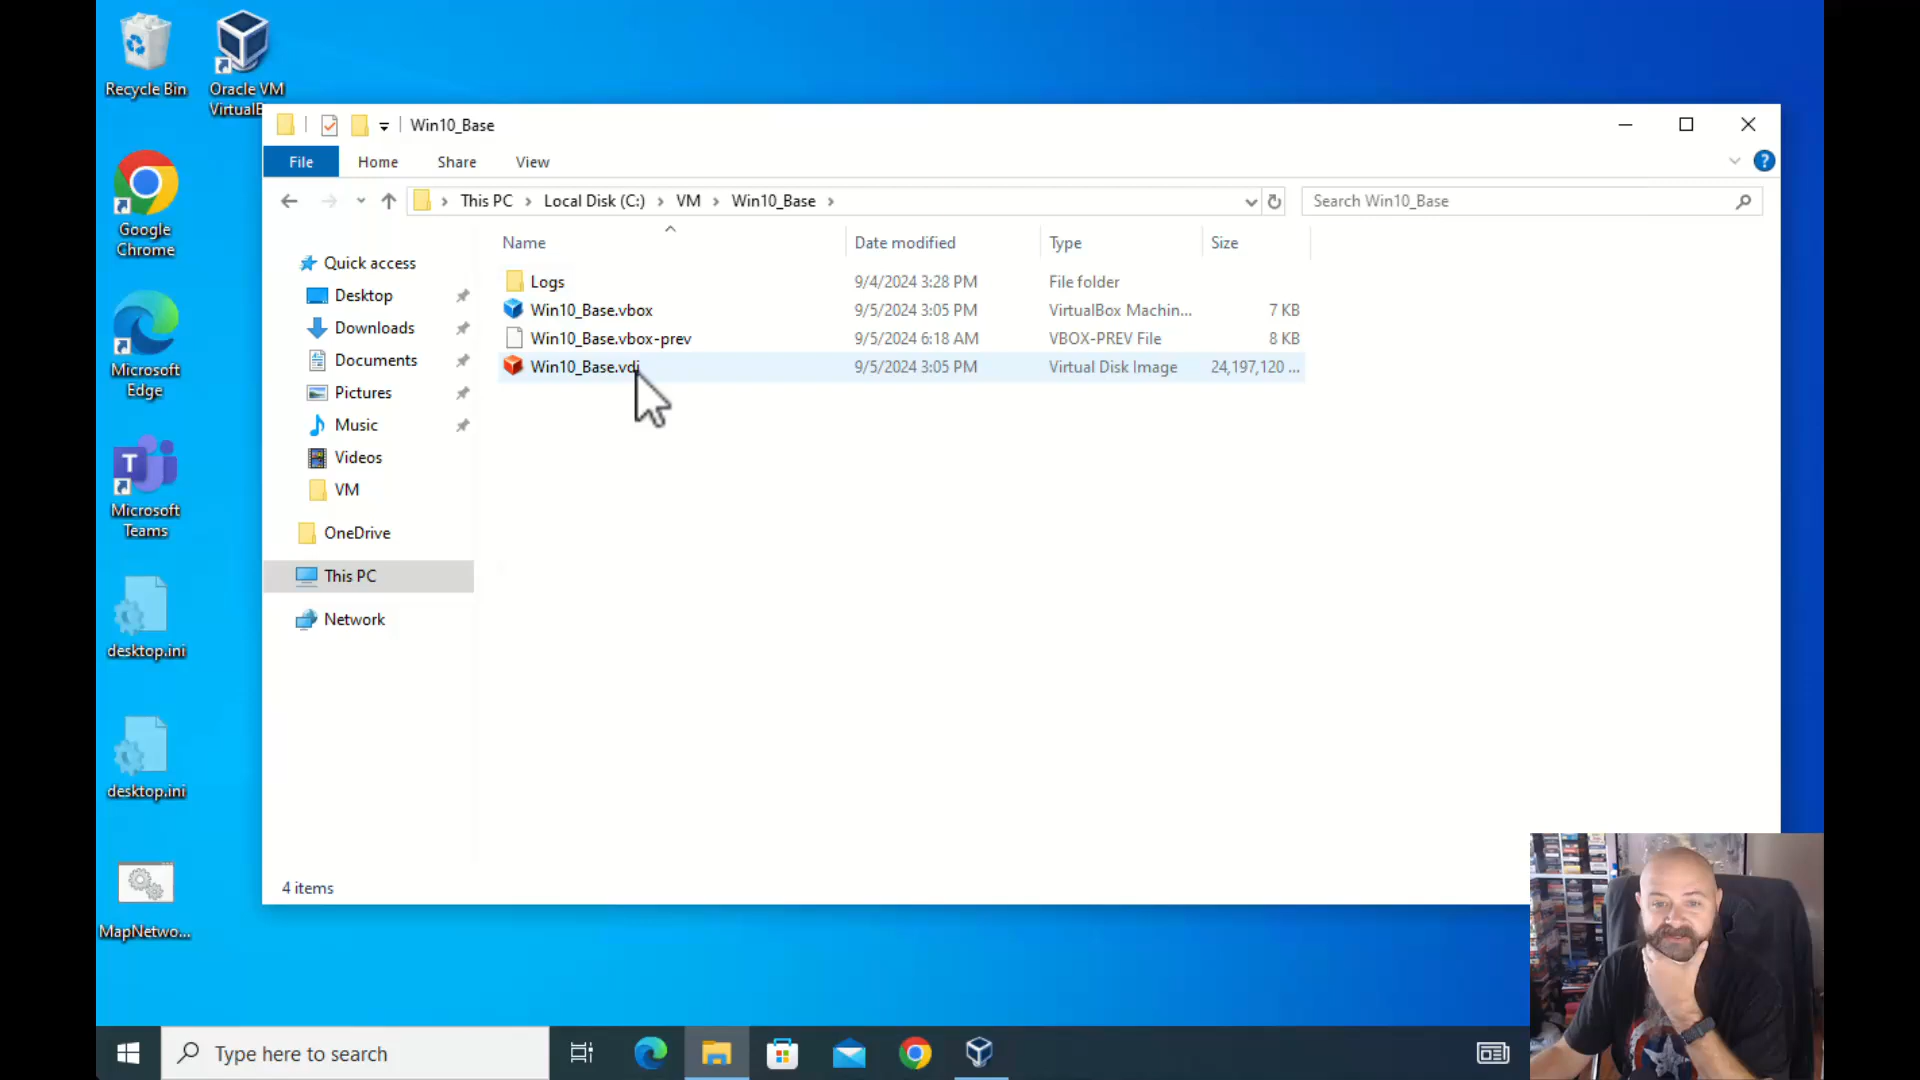 Recycle Bin
Oracle VM
VirtualB
Google
Chrome
Microsoft
Edge
Microsoft
Teams
desktop.ini
desktop.ini
MapNetwo...
Win10_Base
File Home Share View
This PC Local Disk (C:) VM Win10_Base
Search Win10_Base
Name Date modified Type Size
Quick access
Desktop
Downloads
Documents
Pictures
Music
Videos
VM
OneDrive
This PC
Network
Logs 9/4/2024 3:28 PM File folder
Win10_Base.vbox 9/5/2024 3:05 PM VirtualBox Machin... 7 KB
Win10_Base.vbox-prev 9/5/2024 6:18 AM VBOX-PREV File 8 KB
Win10_Base.vdi 9/5/2024 3:05 PM Virtual Disk Image 24,197,120 ...
4 items
Type here to search